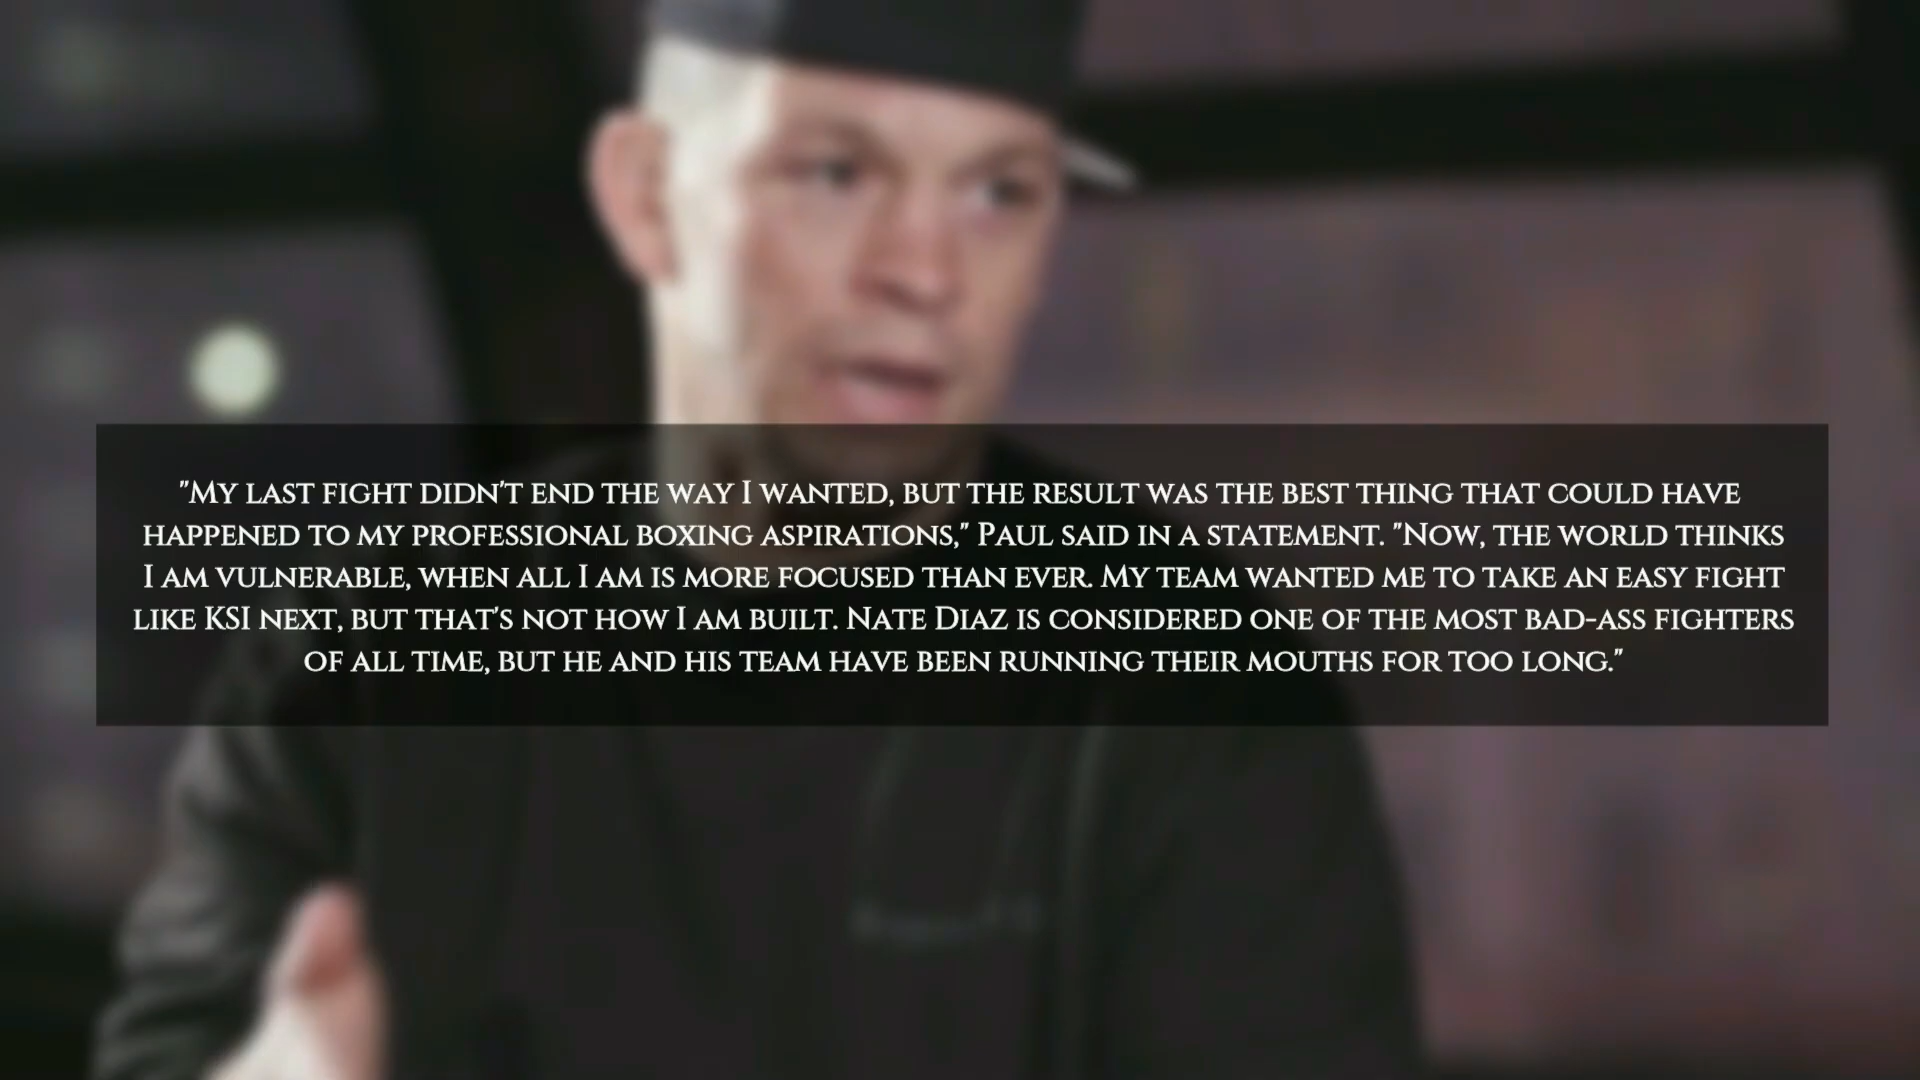 "My last fight didn't end the way I wanted, but the result was the best thing that could have
happened to my professional boxing aspirations," Paul said in a statement. "Now, the world thinks
I am vulnerable, when all I am is more focused than ever. My team wanted me to take an easy fight
like KSI next, but that's not how I am built. Nate Diaz is considered one of the most bad-ass fighters
of all time, but he and his team have been running their mouths for too long."